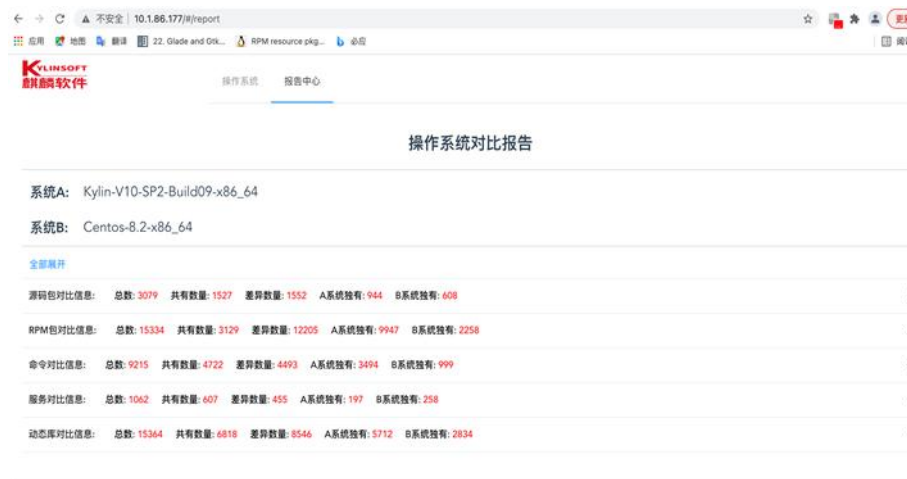 不安全 10.1.86.177/#/report
应用 地图 翻译 22. Glade and Gtk... RPM resource pkg... 必应
KYLINSOFT
麒麟软件
操作系统 报告中心
操作系统对比报告
系统A: Kylin-V10-SP2-Build09-x86_64
系统B: Centos-8.2-x86_64
全部展开
源码包对比信息: 总数: 3079 共有数量: 1527 差异数量: 1552 A系统独有: 944 B系统独有: 608
RPM包对比信息: 总数: 15334 共有数量: 3129 差异数量: 12205 A系统独有: 9947 B系统独有: 2258
命令对比信息: 总数: 9215 共有数量: 4722 差异数量: 4493 A系统独有: 3494 B系统独有: 999
服务对比信息: 总数: 1062 共有数量: 607 差异数量: 455 A系统独有: 197 B系统独有: 258
动态库对比信息: 总数: 15364 共有数量: 6818 差异数量: 8546 A系统独有: 5712 B系统独有: 2834